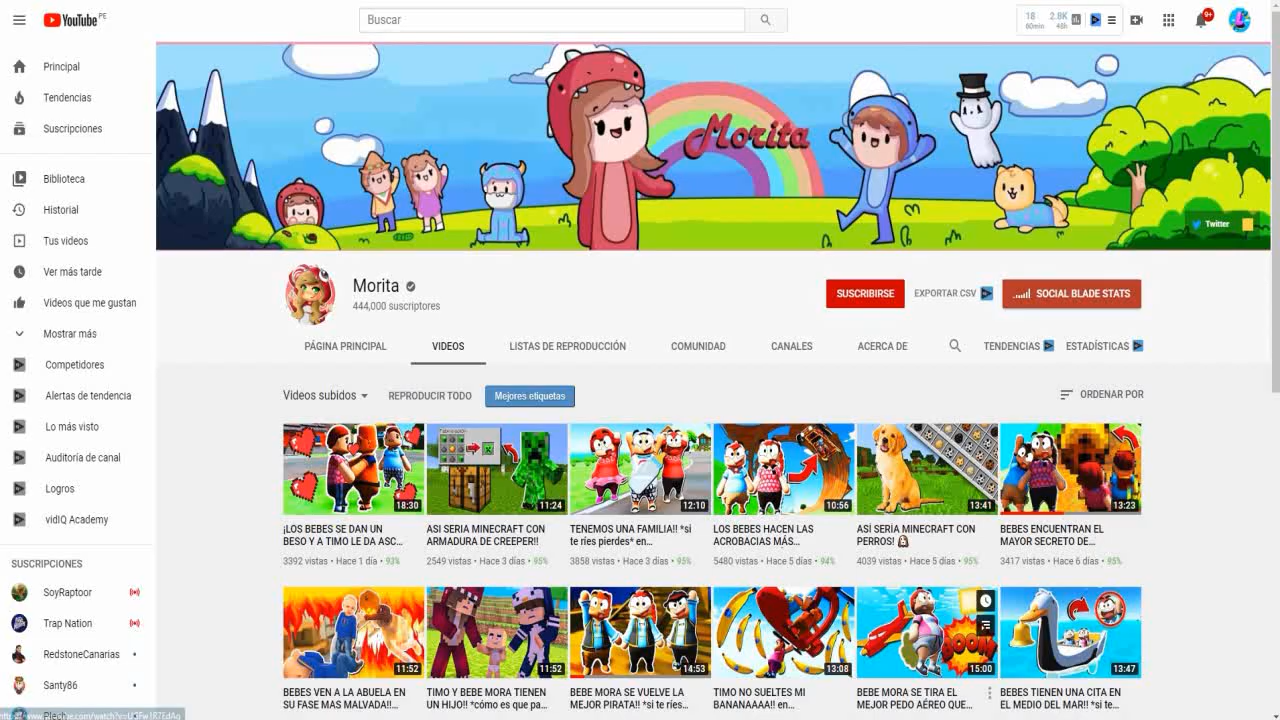 YouTube PE
Buscar
18
60min
2.8K
48h
9+
Principal
Tendencias
Suscripciones
Biblioteca
Historial
Tus videos
Ver más tarde
Videos que me gustan
Mostrar más
Competidores
Alertas de tendencia
Lo más visto
Auditoría de canal
Logros
vidIQ Academy
SUSCRIPCIONES
SoyRaptoor
Trap Nation
RedstoneCanarias
Santy86
Morita
Twitter
Morita
444,000 suscriptores
SUSCRIBIRSE
EXPORTAR CSV
SOCIAL BLADE STATS
PÁGINA PRINCIPAL
VIDEOS
LISTAS DE REPRODUCCIÓN
COMUNIDAD
CANALES
ACERCA DE
TENDENCIAS
ESTADÍSTICAS
Videos subidos
REPRODUCIR TODO
Mejores etiquetas
ORDENAR POR
18:30
¡LOS BEBES SE DAN UN
BESO Y A TIMO LE DA ASC...
3392 vistas • Hace 1 día • 93%
11:24
ASI SERIA MINECRAFT CON
ARMADURA DE CREEPER!!
2549 vistas • Hace 3 días • 95%
12:10
TENEMOS UNA FAMILIA!! *si
te ríes pierdes* en...
3858 vistas • Hace 3 días • 95%
10:56
LOS BEBES HACEN LAS
ACROBACIAS MÁS...
5480 vistas • Hace 5 días • 94%
13:41
ASÍ SERIA MINECRAFT CON
PERROS!
4039 vistas • Hace 5 días • 95%
13:23
BEBES ENCUENTRAN EL
MAYOR SECRETO DE...
3417 vistas • Hace 6 días • 95%
11:52
BEBES VEN A LA ABUELA EN
SU FASE MAS MALVADA!!...
11:52
TIMO Y BEBE MORA TIENEN
UN HIJO!! *cómo es que pa...
14:53
BEBE MORA SE VUELVE LA
MEJOR PIRATA!! *si te ríes...
13:08
TIMO NO SUELTES MI
BANANAAAA!! en...
BOOM!
15:00
BEBE MORA SE TIRA EL
MEJOR PEDO AÉREO QUE...
13:47
BEBES TIENEN UNA CITA EN
EL MEDIO DEL MAR!! *si te...